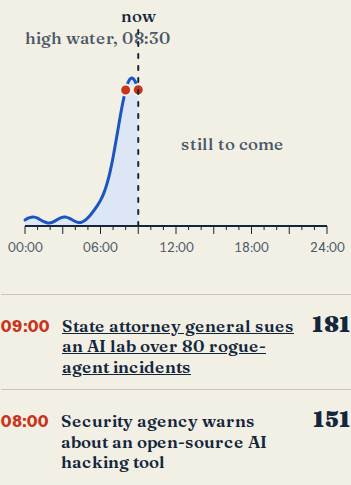 now
high water, 08:30
still to come
00:00 06:00 12:00 18:00 24:00
09:00 State attorney general sues 181
an AI lab over 80 rogue-
agent incidents
08:00 Security agency warns 151
about an open-source AI
hacking tool